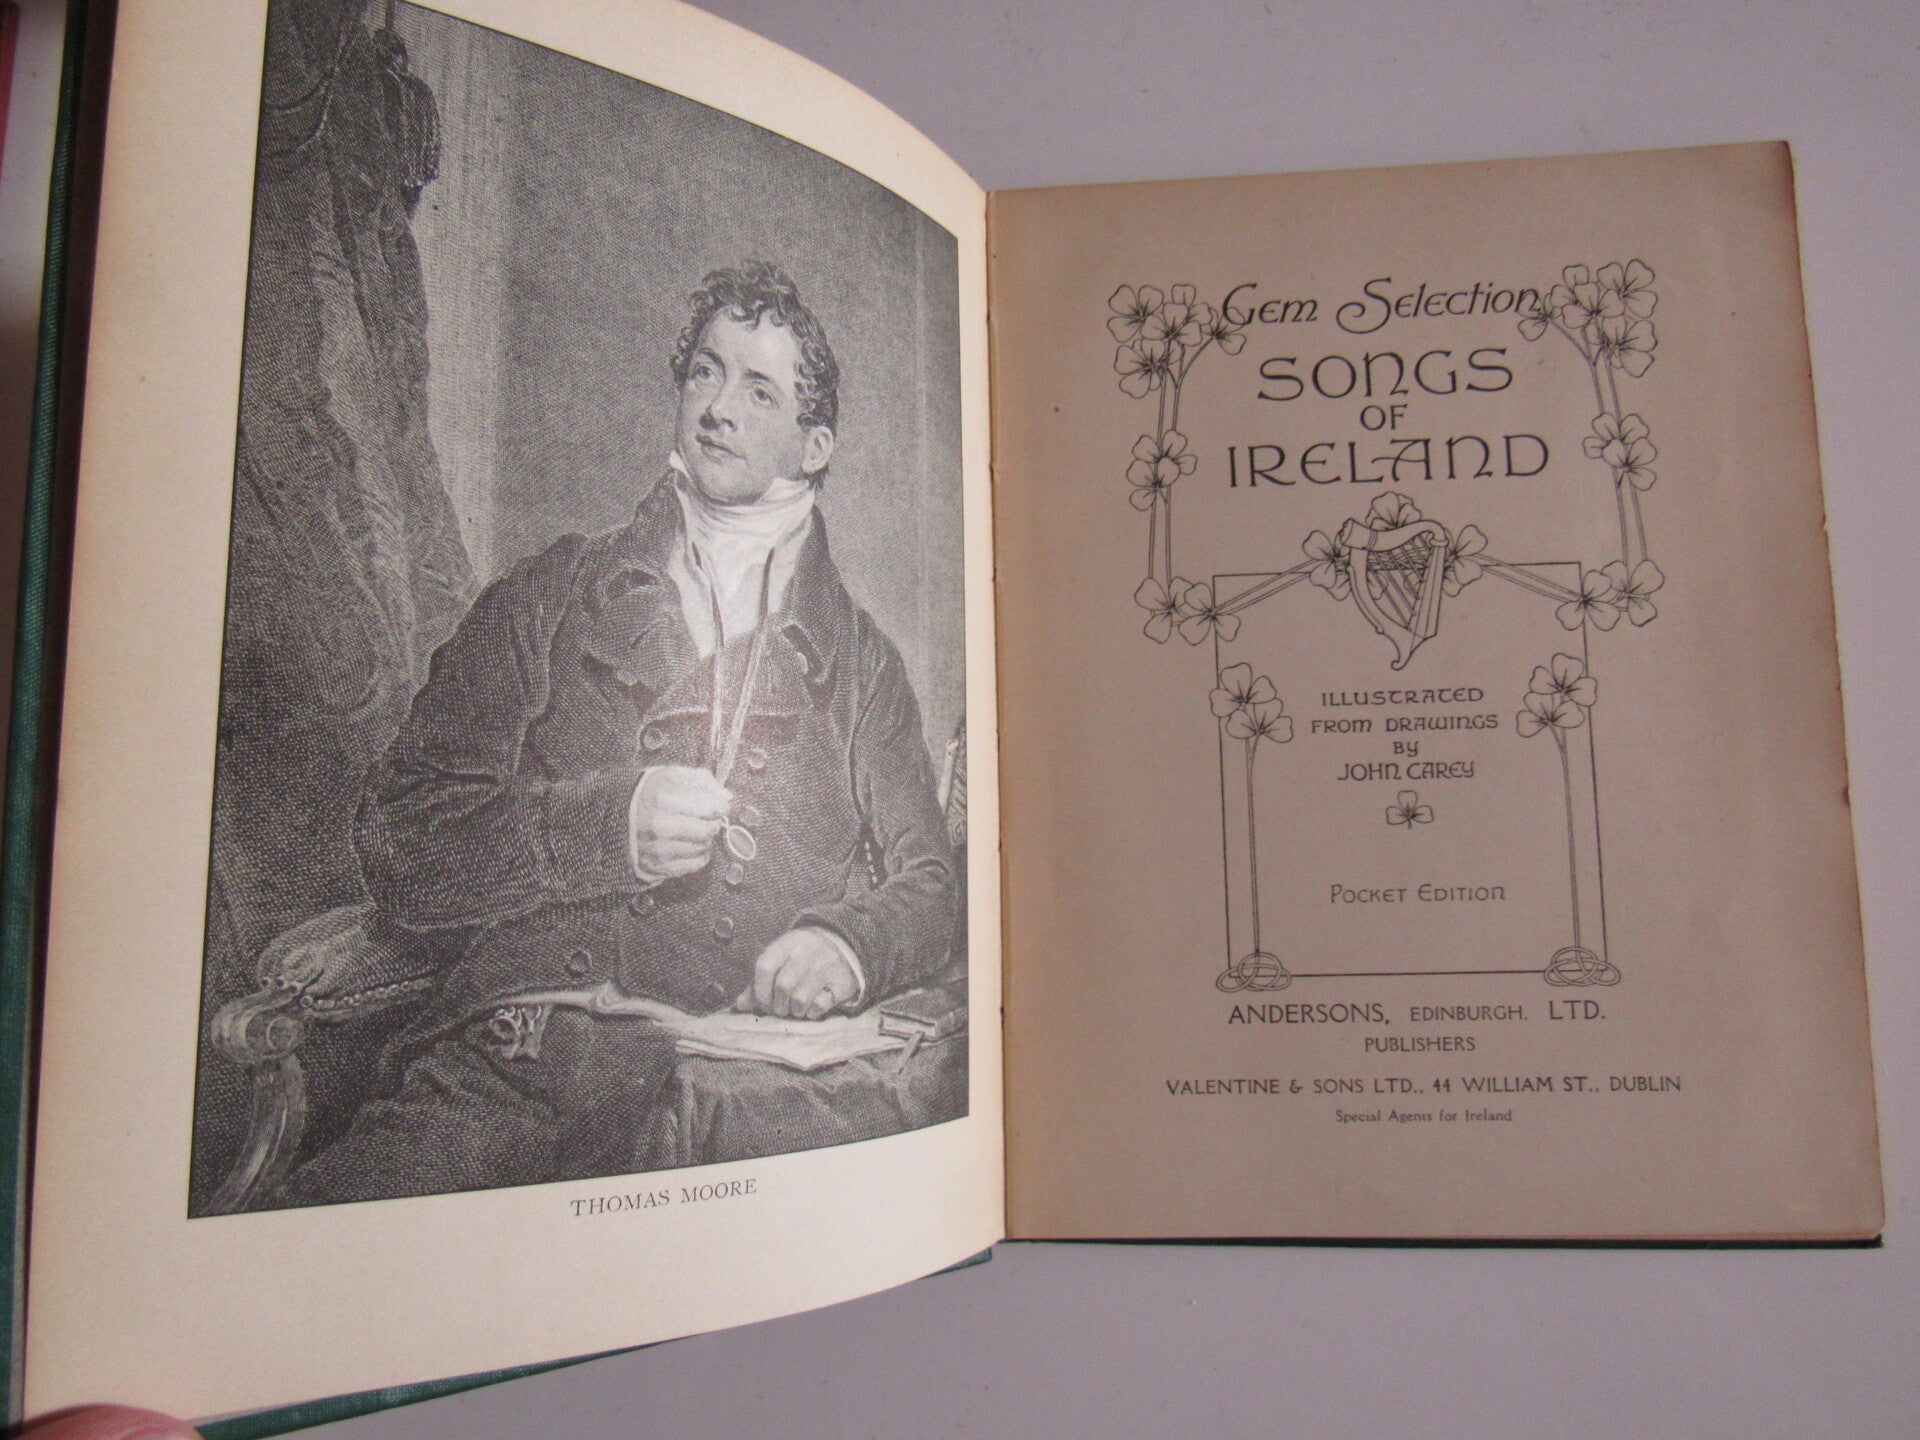 THOMAS MOORE
Gem Selection
SONGS
OF
IRELAND
ILLUSTRATED
FROM DRAWINGS
BY
JOHN CAREY
POCKET EDITION
ANDERSONS, EDINBURGH, LTD.
PUBLISHERS
VALENTINE & SONS LTD., 44 WILLIAM ST., DUBLIN
Special Agents for Ireland